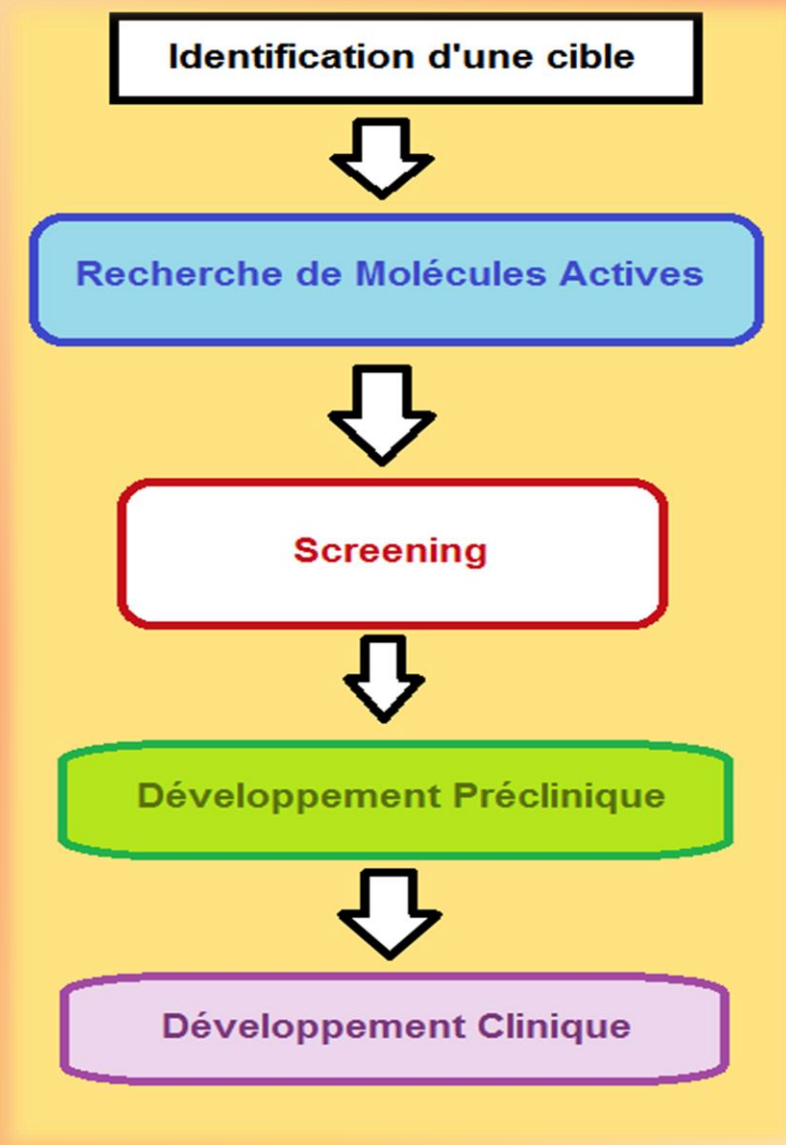 Identification d'une cible
Recherche de Molécules Actives
Screening
Développement Préclinique
Développement Clinique